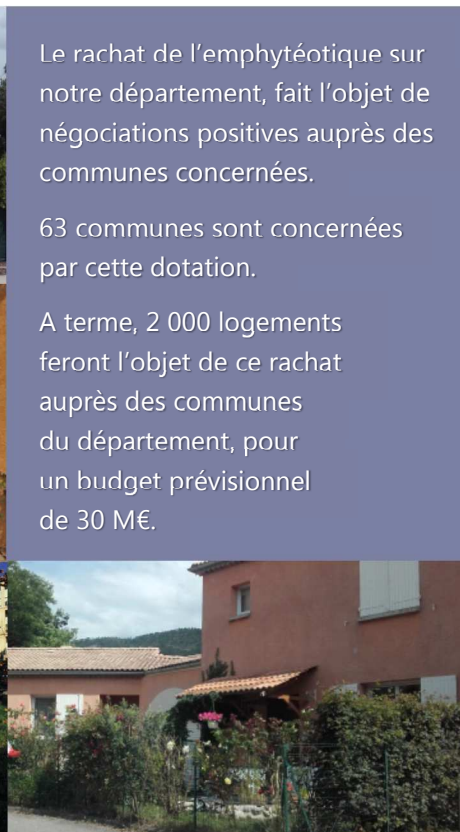 Le rachat de l’emphytéotique sur
notre département, fait l’objet de
négociations positives auprès des
communes concernées.
63 communes sont concernées
par cette dotation.
A terme, 2 000 logements
feront l’objet de ce rachat
auprès des communes
du département, pour
un budget prévisionnel
de 30 M€.